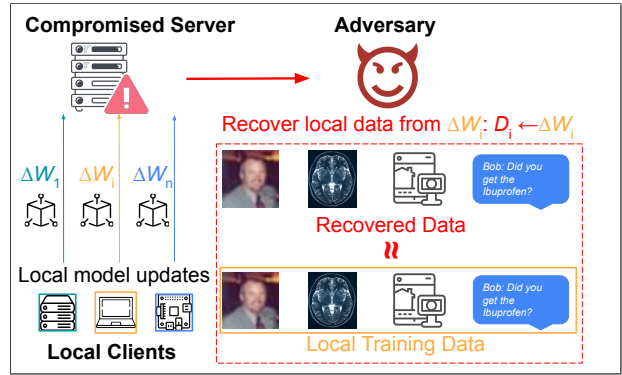 Compromised Server
Adversary
Recover local data from ΔWᵢ: Dᵢ ←ΔWᵢ
ΔW₁ ΔWᵢ ΔWₙ
Bob: Did you
get the
Ibuprofen?
Recovered Data
≈
Local model updates
Bob: Did you
get the
Ibuprofen?
Local Training Data
Local Clients